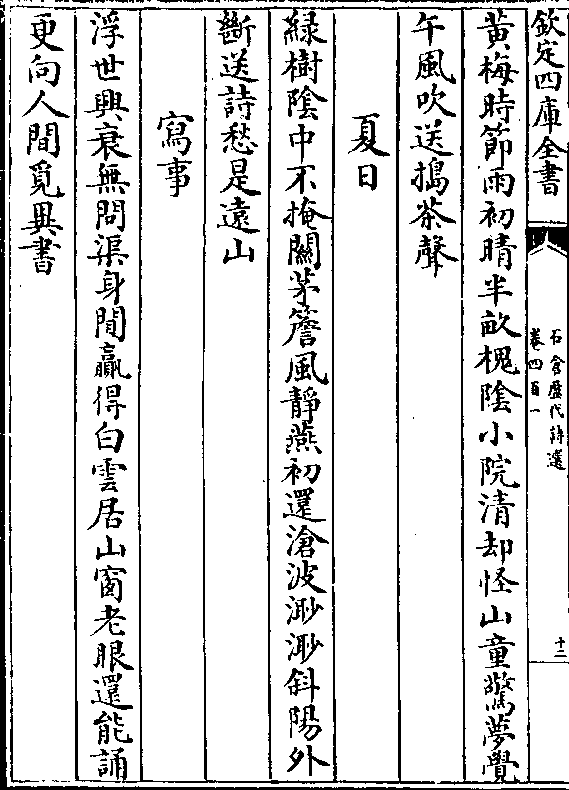 欽定四庫全書
石倉歷代詩選
卷四百一
十二
黃梅時節雨初晴半畝槐陰小院清却怪山童驚夢覺
午風吹送搗茶聲
夏日
綠樹陰中不掩關茅簷風靜燕初還滄波渺渺斜陽外
斷送詩愁是遠山
寫事
浮世興衰無問渠身閒贏得白雲居山窗老眼還能誦
更向人間覓異書